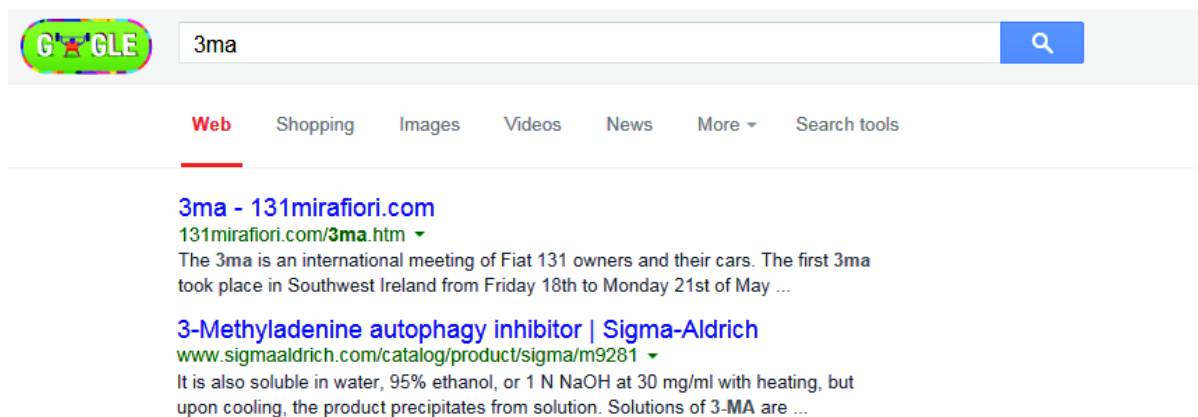 G GLE
3ma
Web Shopping Images Videos News More Search tools
3ma - 131mirafiori.com
131mirafiori.com/3ma.htm
The 3ma is an international meeting of Fiat 131 owners and their cars. The first 3ma
took place in Southwest Ireland from Friday 18th to Monday 21st of May ...
3-Methyladenine autophagy inhibitor | Sigma-Aldrich
www.sigmaaldrich.com/catalog/product/sigma/m9281
It is also soluble in water, 95% ethanol, or 1 N NaOH at 30 mg/ml with heating, but
upon cooling, the product precipitates from solution. Solutions of 3-MA are ...